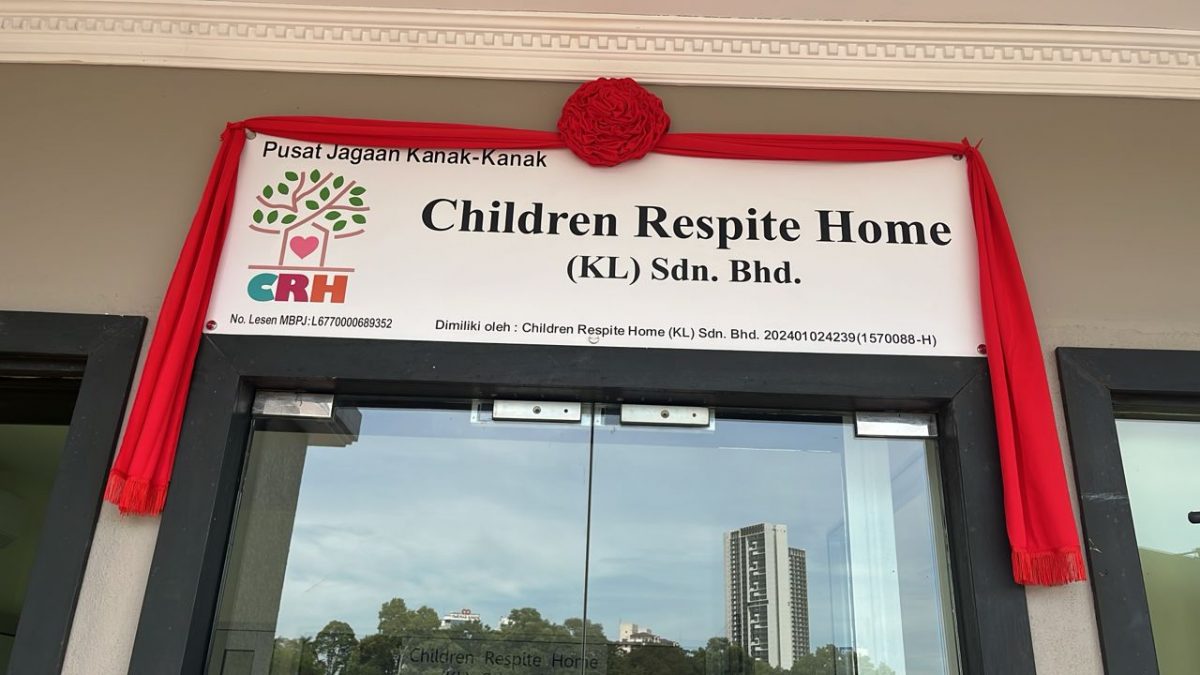 Pusat Jagaan Kanak-Kanak
Children Respite Home
(KL) Sdn. Bhd.
CRH
No. Lesen MBPJ:L6770000689352
Dimiliki oleh : Children Respite Home (KL) Sdn. Bhd. 202401024239(1570088-H)
Children Respite Home